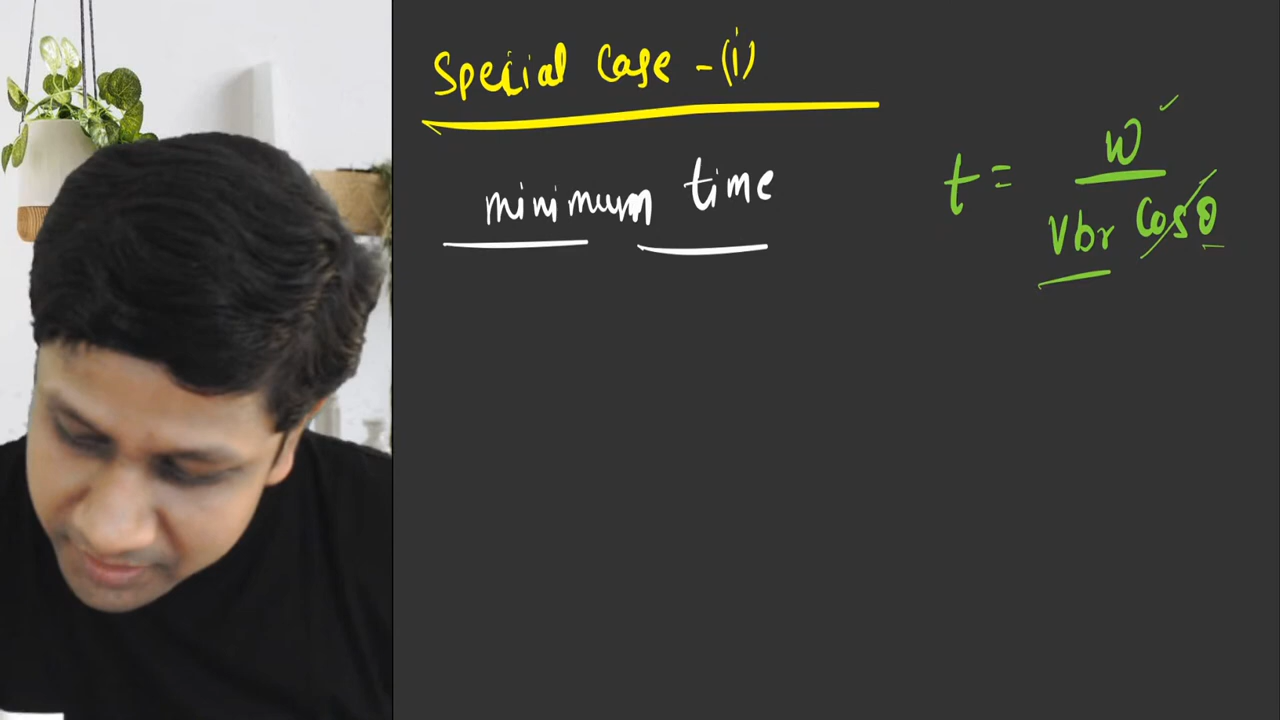 Special Case - (i)
minimum time
t = w / Vbr Cosθ